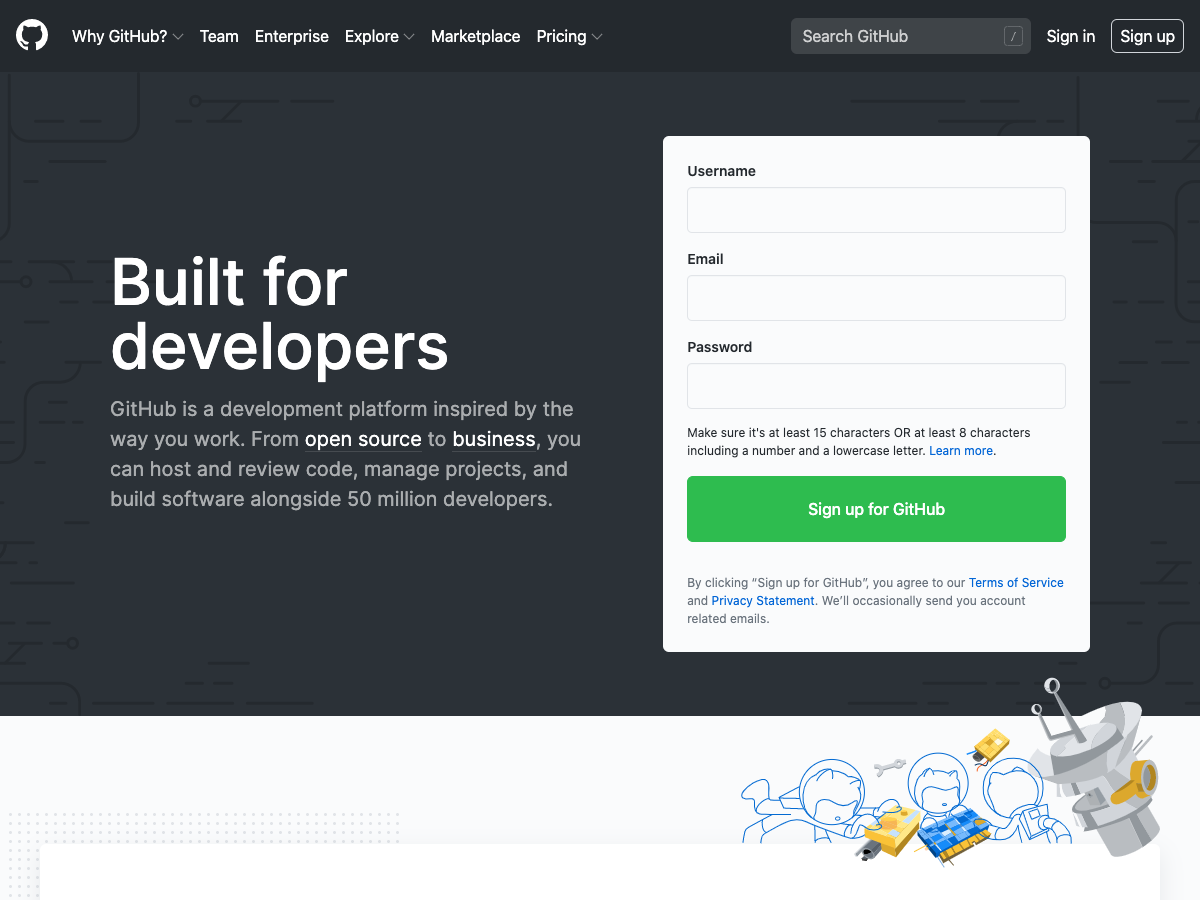 Why GitHub? Team Enterprise Explore Marketplace Pricing Search GitHub / Sign in Sign up
Built for
developers
GitHub is a development platform inspired by the
way you work. From open source to business, you
can host and review code, manage projects, and
build software alongside 50 million developers.
Username
Email
Password
Make sure it's at least 15 characters OR at least 8 characters
including a number and a lowercase letter. Learn more.
Sign up for GitHub
By clicking “Sign up for GitHub”, you agree to our Terms of Service
and Privacy Statement. We’ll occasionally send you account
related emails.